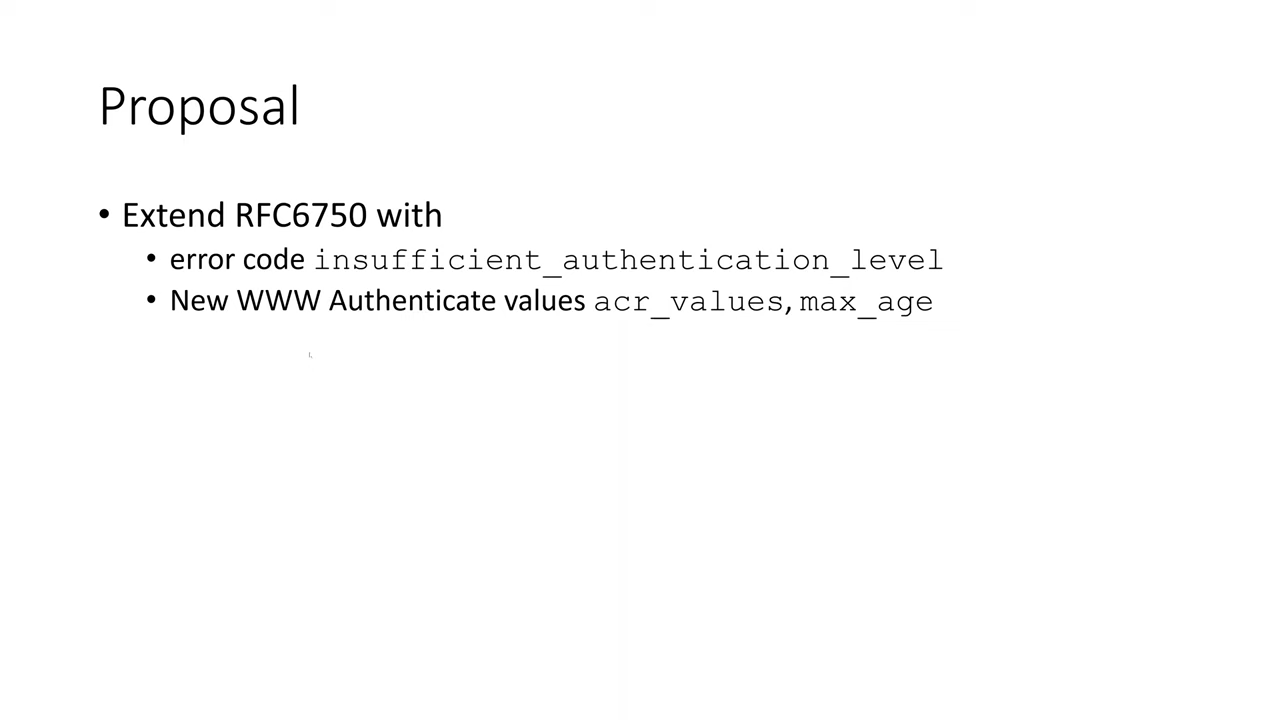 Proposal
• Extend RFC6750 with
• error code insufficient_authentication_level
• New WWW Authenticate values acr_values, max_age